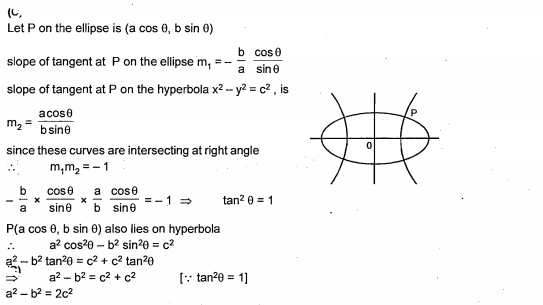 Let P on the ellipse is (a cos θ, b sin θ)
slope of tangent at P on the ellipse m₁ = – b/a cosθ/sinθ
slope of tangent at P on the hyperbola x² – y² = c² , is
m₂ = acosθ/bsinθ
since these curves are intersecting at right angle
∴ m₁m₂ = – 1
– b/a × cosθ/sinθ × a/b cosθ/sinθ = – 1 ⇒ tan² θ = 1
P
0
P(a cos θ, b sin θ) also lies on hyperbola
∴ a² cos²θ – b² sin²θ = c²
a² – b² tan²θ = c² + c² tan²θ
⇒ a² – b² = c² + c² [∵ tan²θ = 1]
a² – b² = 2c²